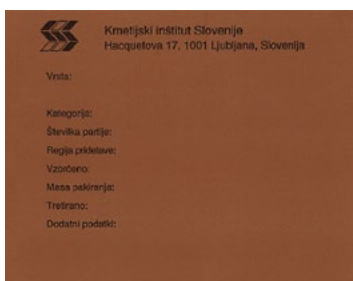 Kmetijski inštitut Slovenije
Hacquetova 17, 1001 Ljubljana, Slovenija
Vrsta:
Kategorija:
Številka partije:
Regija pridelave:
Vzorčeno:
Masa pakiranja:
Tretirano:
Dodatni podatki: